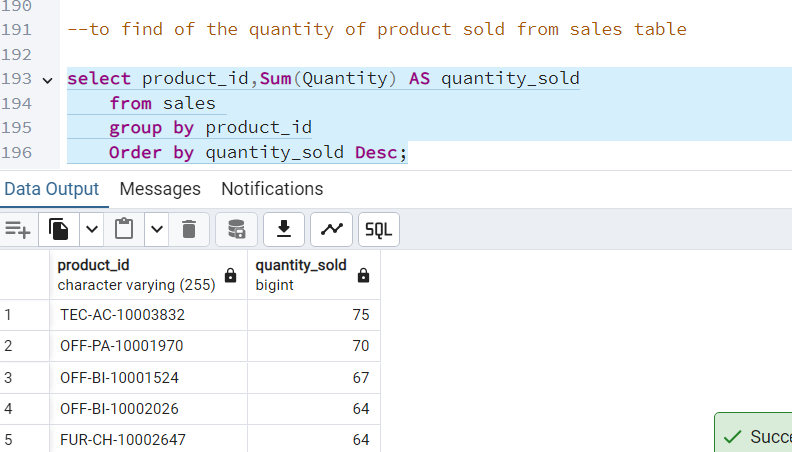 190
191 --to find of the quantity of product sold from sales table
192
193 select product_id,Sum(Quantity) AS quantity_sold
194 from sales
195 group by product_id
196 Order by quantity_sold Desc;
Data Output Messages Notifications
SQL
product_id quantity_sold
character varying (255) bigint
1 TEC-AC-10003832 75
2 OFF-PA-10001970 70
3 OFF-BI-10001524 67
4 OFF-BI-10002026 64
5 FUR-CH-10002647 64
Succe